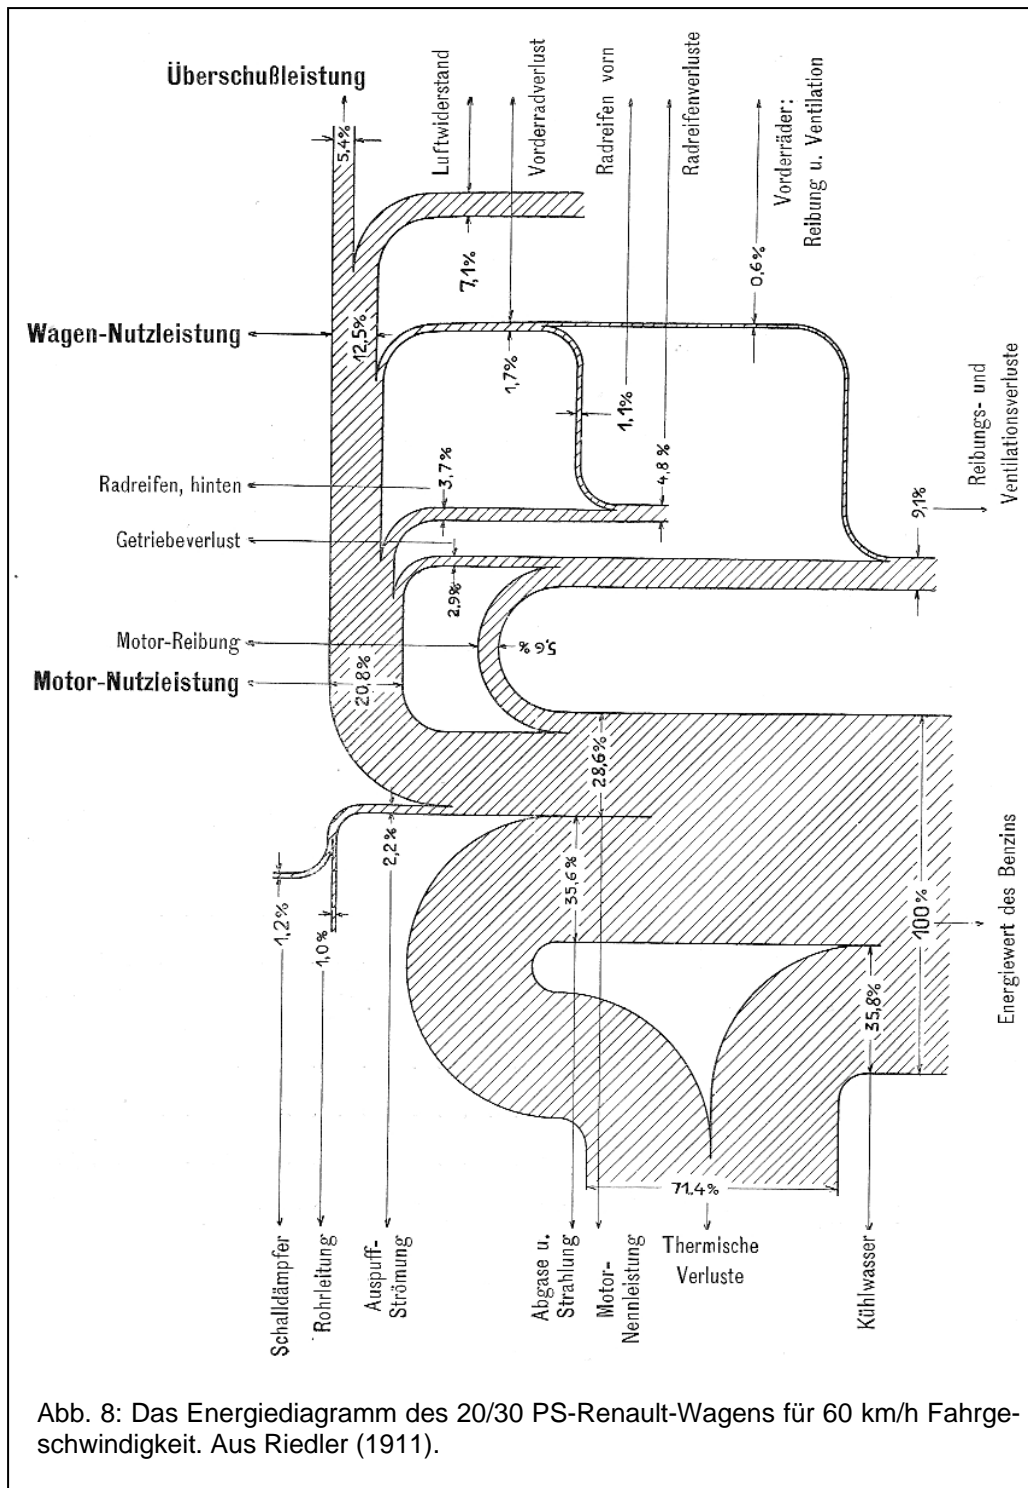 Überschußleistung
5,4%
Luftwiderstand
Vorderradverlust
Radreifen vorn
Radreifenverluste
Vorderräder:
Reibung u. Ventilation
7,1%
0,6%
Wagen-Nutzleistung
12,5%
1,7%
1,1%
Reibungs- und
Ventilationsverluste
Radreifen, hinten
3,7%
4,8%
9,1%
Getriebeverlust
2,9%
Motor-Reibung
5,6%
Motor-Nutzleistung
20,8%
28,6%
2,2%
35,6%
1,2%
1,0%
100%
Energiewert des Benzins
35,8%
71.4%
Schalldämpfer
Rohrleitung
Auspuff-
Strömung
Abgase u.
Strahlung
Motor-
Nennleistung
Thermische
Verluste
Kühlwasser
Abb. 8: Das Energiediagramm des 20/30 PS-Renault-Wagens für 60 km/h Fahrge-
schwindigkeit. Aus Riedler (1911).